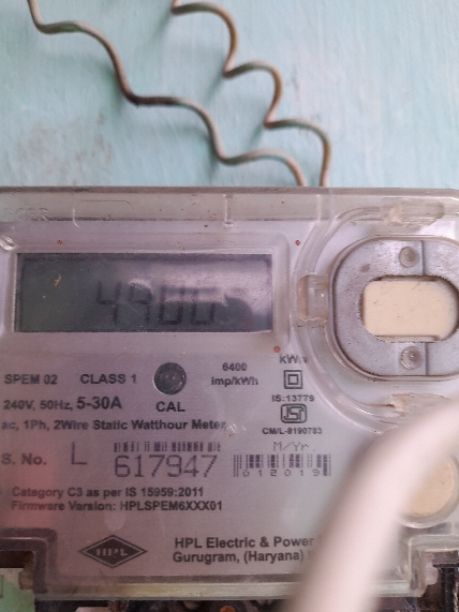 kWh
SPEM 02 CLASS 1 6400
imp/kWh
240V, 50Hz, 5-30A CAL IS:13779
CM/L-8190783
ac, 1Ph, 2Wire Static Watthour Meter
M/Yr
S. No. L 617947 012019
Category C3 as per IS 15959:2011
Firmware Version: HPLSPEM6XXX01
HPL HPL Electric & Power
Gurugram, (Haryana)